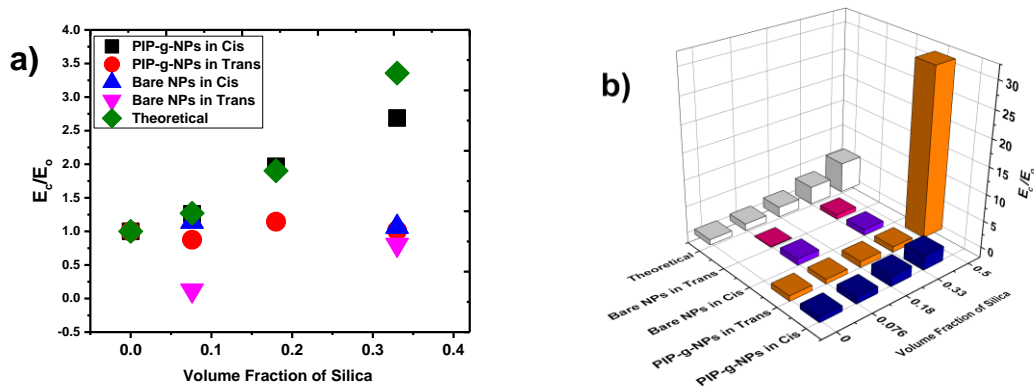 a)
4.0
3.5
3.0
2.5
2.0
1.5
1.0
0.5
0.0
-0.5
E_c/E_o
PIP-g-NPs in Cis
PIP-g-NPs in Trans
Bare NPs in Cis
Bare NPs in Trans
Theoretical
0.0 0.1 0.2 0.3 0.4
Volume Fraction of Silica
b)
30
25
20
15
10
5
0
E_c/E_o
Theoretical
Bare NPs in Trans
Bare NPs in Cis
PIP-g-NPs in Trans
PIP-g-NPs in Cis
0
0.076
0.18
0.33
0.5
Volume Fraction of Silica